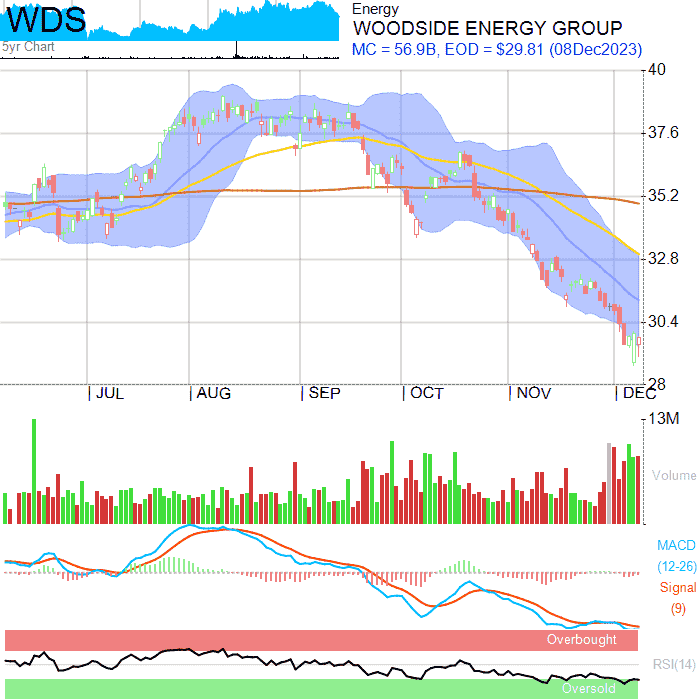 WDS
5yr Chart
Energy
WOODSIDE ENERGY GROUP
MC = 56.9B, EOD = $29.81 (08Dec2023)
40
37.6
35.2
32.8
30.4
28
JUL AUG SEP OCT NOV DEC
13M
Volume
MACD
(12-26)
Signal
(9)
Overbought
RSI(14)
Oversold